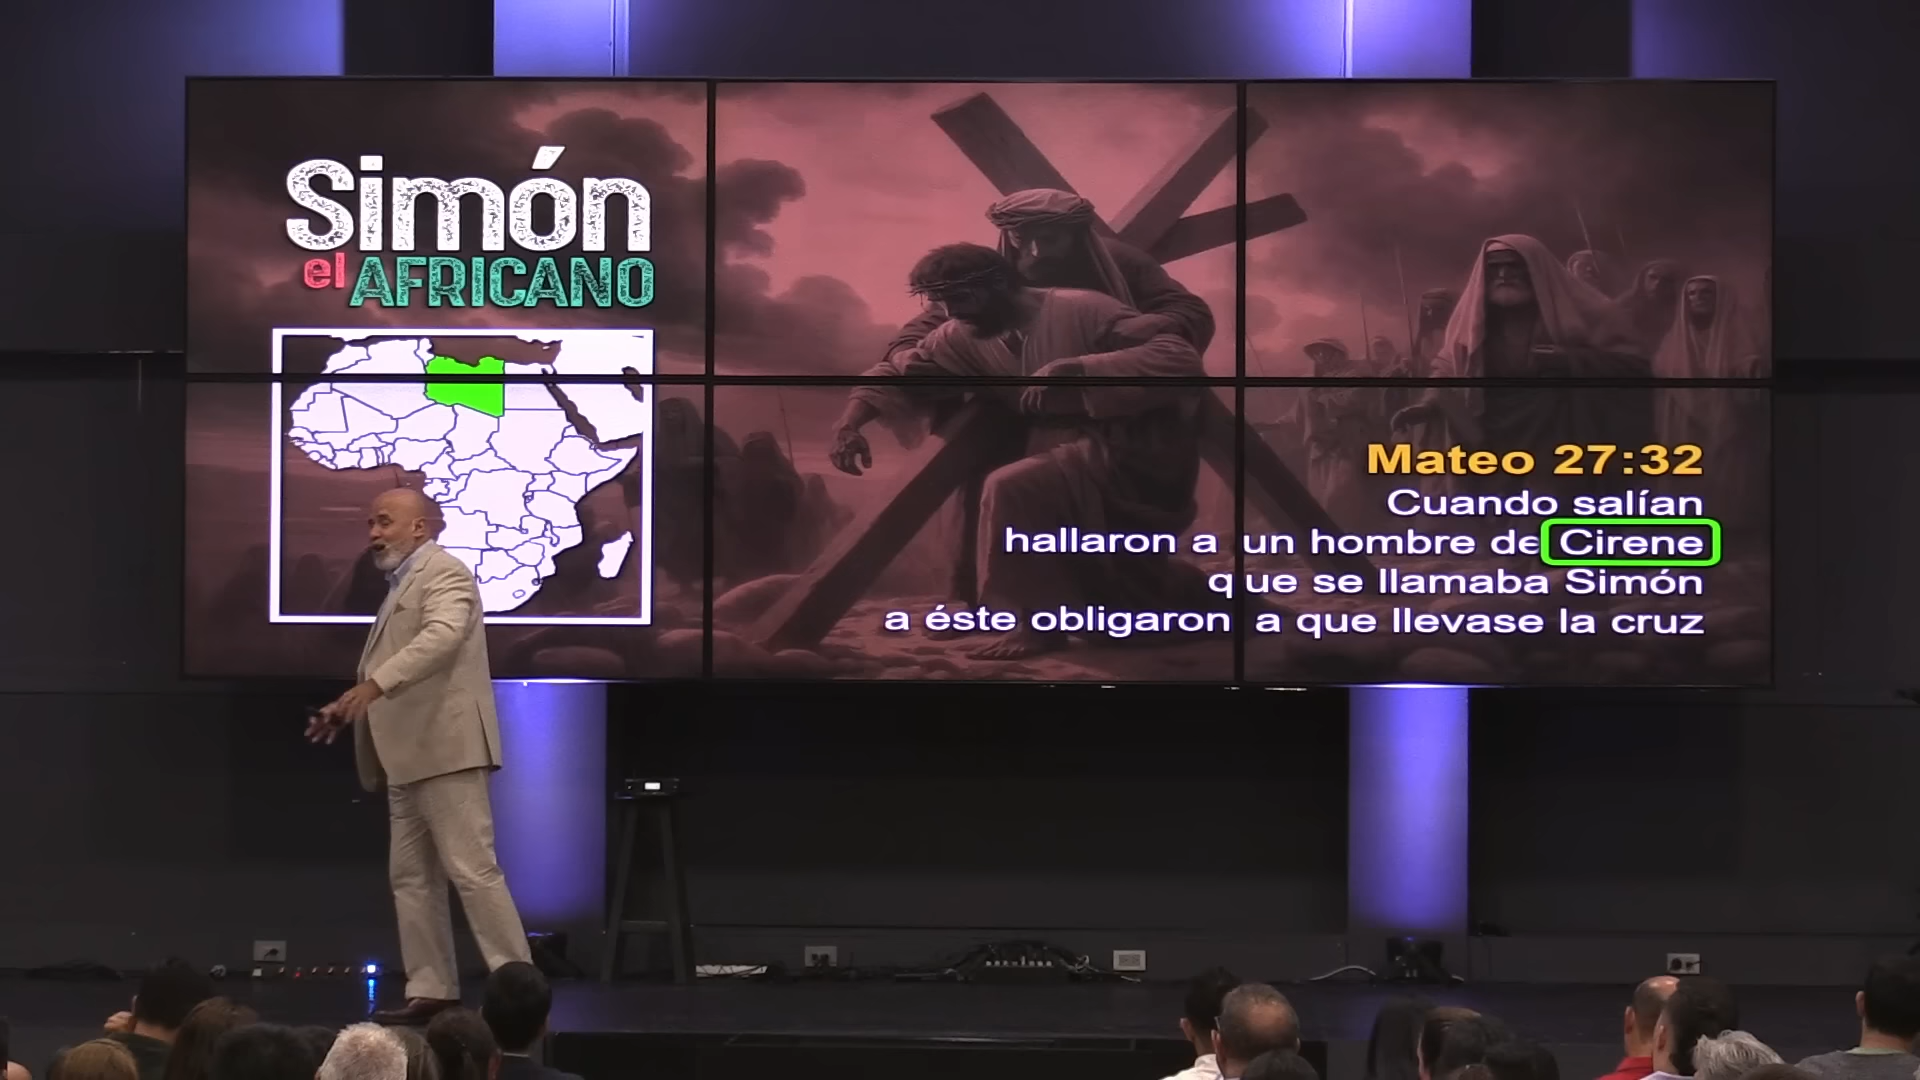 Simón
el AFRICANO
Mateo 27:32
Cuando salían
hallaron a un hombre de Cirene
que se llamaba Simón
a éste obligaron a que llevase la cruz